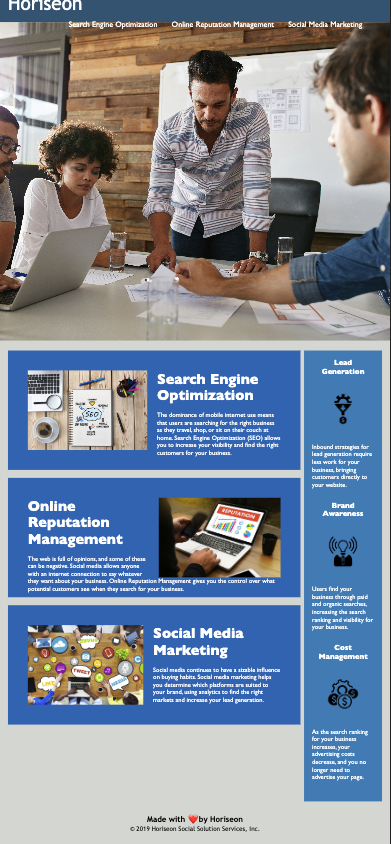 Horiseon
Search Engine Optimization Online Reputation Management Social Media Marketing
Search Engine
Optimization
The dominance of mobile internet use means
that users are searching for the right business
as they travel, shop, or sit on their couch at
home. Search Engine Optimization (SEO) allows
you to increase your visibility and find the right
customers for your business.
SEO
Online
Reputation
Management
The web is full of opinions, and some of these
can be negative. Social media allows anyone
with an internet connection to say whatever
they want about your business. Online Reputation Management gives you the control over what
potential customers see when they search for your business.
REPUTATION
Social Media
Marketing
Social media continues to have a sizable influence
on buying habits. Social media marketing helps
you determine which platforms are suited to
your brand, using analytics to find the right
markets and increase your lead generation.
TWEET
Lead
Generation
Inbound strategies for
lead generation require
less work for your
business, bringing
customers directly to
your website.
Brand
Awareness
Users find your
business through paid
and organic searches,
increasing the search
ranking and visibility
for your business.
Cost
Management
As the search ranking
for your business
increases, your
advertising costs
decrease, and you no
longer need to
advertise your page.
Made with ❤️by Horiseon
© 2019 Horiseon Social Solution Services, Inc.